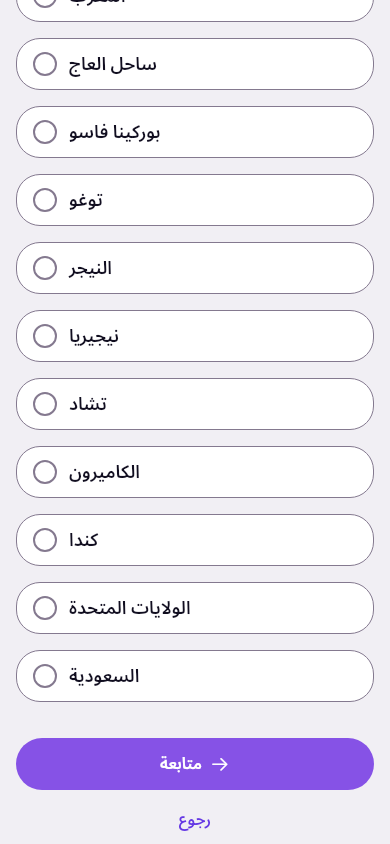 ساحل العاج
بوركينا فاسو
توغو
النيجر
نيجيريا
تشاد
الكاميرون
كندا
الولايات المتحدة
السعودية
متابعة
رجوع